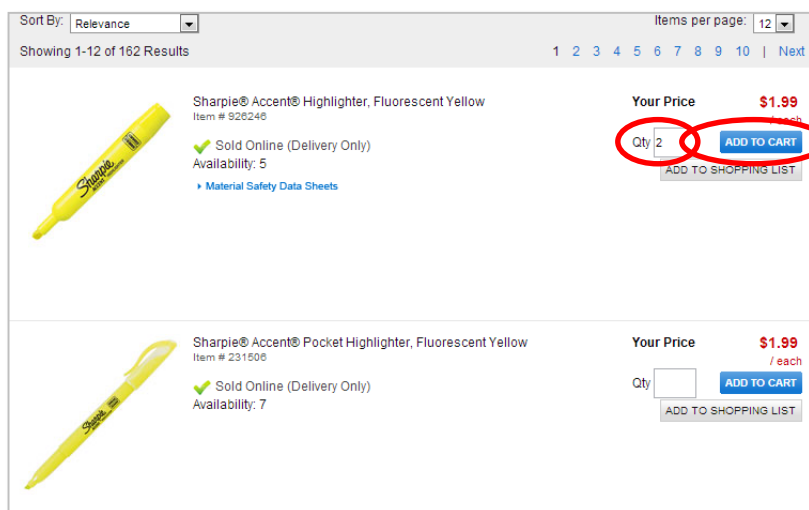 Sort By: Relevance Items per page: 12
Showing 1-12 of 162 Results 1 2 3 4 5 6 7 8 9 10 | Next
Sharpie® Accent® Highlighter, Fluorescent Yellow Your Price $1.99
Item # 926246 / each
Sold Online (Delivery Only) Qty 2 ADD TO CART
Availability: 5 ADD TO SHOPPING LIST
Material Safety Data Sheets
Sharpie
Sharpie® Accent® Pocket Highlighter, Fluorescent Yellow Your Price $1.99
Item # 231506 / each
Sold Online (Delivery Only) Qty ADD TO CART
Availability: 7 ADD TO SHOPPING LIST
Sharpie